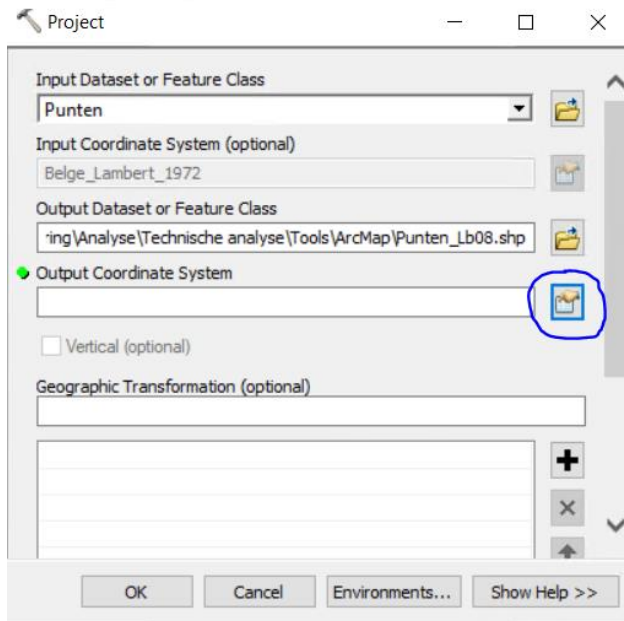 Project
Input Dataset or Feature Class
Punten
Input Coordinate System (optional)
Belge_Lambert_1972
Output Dataset or Feature Class
ring\Analyse\Technische analyse\Tools\ArcMap\Punten_Lb08.shp
Output Coordinate System
Vertical (optional)
Geographic Transformation (optional)
OK Cancel Environments... Show Help >>